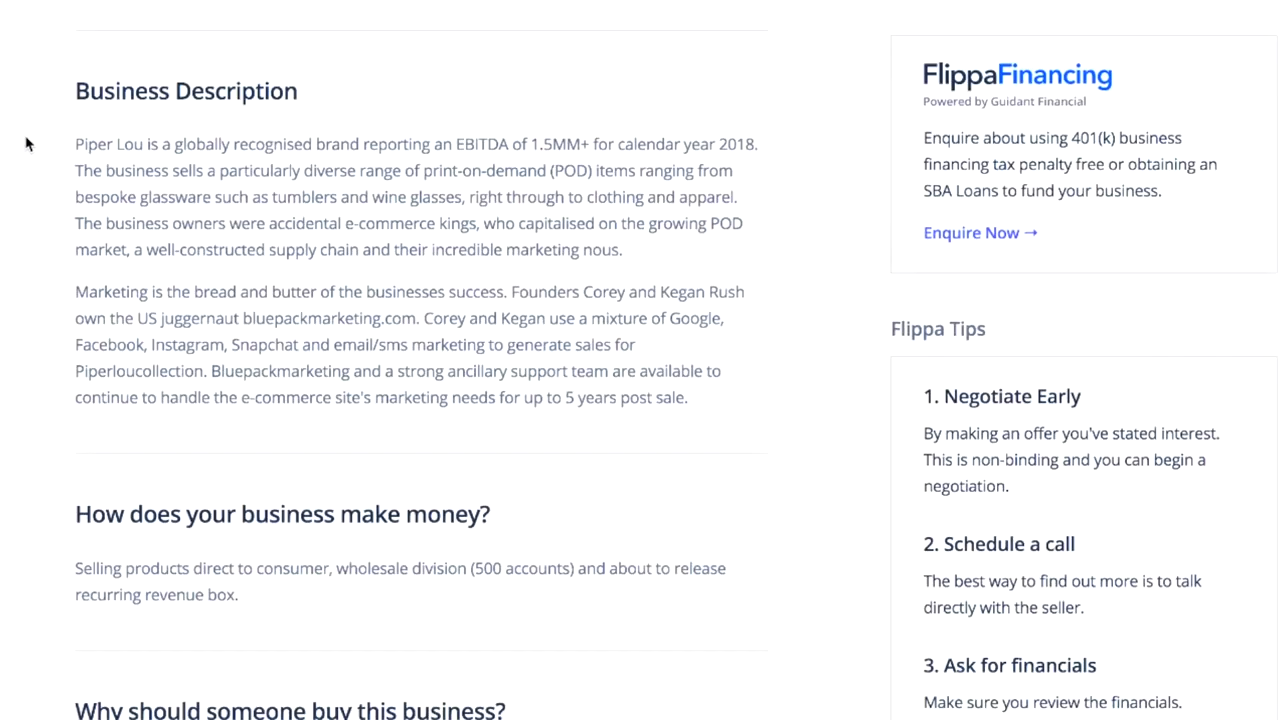 Business Description
Piper Lou is a globally recognised brand reporting an EBITDA of 1.5MM+ for calendar year 2018.
The business sells a particularly diverse range of print-on-demand (POD) items ranging from
bespoke glassware such as tumblers and wine glasses, right through to clothing and apparel.
The business owners were accidental e-commerce kings, who capitalised on the growing POD
market, a well-constructed supply chain and their incredible marketing nous.
Marketing is the bread and butter of the businesses success. Founders Corey and Kegan Rush
own the US juggernaut bluepackmarketing.com. Corey and Kegan use a mixture of Google,
Facebook, Instagram, Snapchat and email/sms marketing to generate sales for
Piperloucollection. Bluepackmarketing and a strong ancillary support team are available to
continue to handle the e-commerce site's marketing needs for up to 5 years post sale.
How does your business make money?
Selling products direct to consumer, wholesale division (500 accounts) and about to release
recurring revenue box.
Why should someone buy this business?
FlippaFinancing
Powered by Guidant Financial
Enquire about using 401(k) business
financing tax penalty free or obtaining an
SBA Loans to fund your business.
Enquire Now →
Flippa Tips
1. Negotiate Early
By making an offer you've stated interest.
This is non-binding and you can begin a
negotiation.
2. Schedule a call
The best way to find out more is to talk
directly with the seller.
3. Ask for financials
Make sure you review the financials.